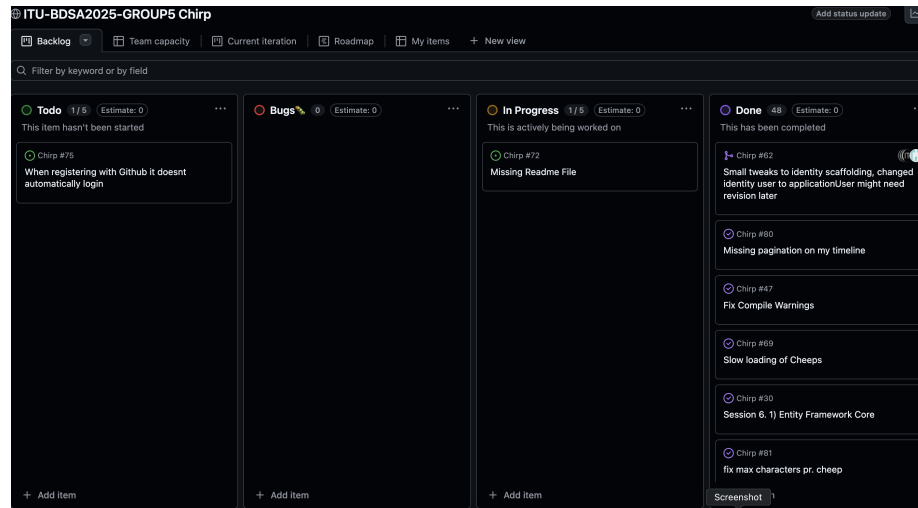 ITU-BDSA2025-GROUP5 Chirp
Add status update
Backlog
Team capacity
Current iteration
Roadmap
My items
+ New view
Filter by keyword or by field
Todo 1/5 Estimate: 0 ...
This item hasn't been started
Chirp #75
When registering with Github it doesnt
automatically login
+ Add item
Bugs🐛 0 Estimate: 0 ...
+ Add item
In Progress 1/5 Estimate: 0 ...
This is actively being worked on
Chirp #72
Missing Readme File
+ Add item
Done 48 Estimate: 0
This has been completed
Chirp #62
Small tweaks to identity scaffolding, changed
identity user to applicationUser might need
revision later
Chirp #80
Missing pagination on my timeline
Chirp #47
Fix Compile Warnings
Chirp #69
Slow loading of Cheeps
Chirp #30
Session 6. 1) Entity Framework Core
Chirp #81
fix max characters pr. cheep
Screenshot